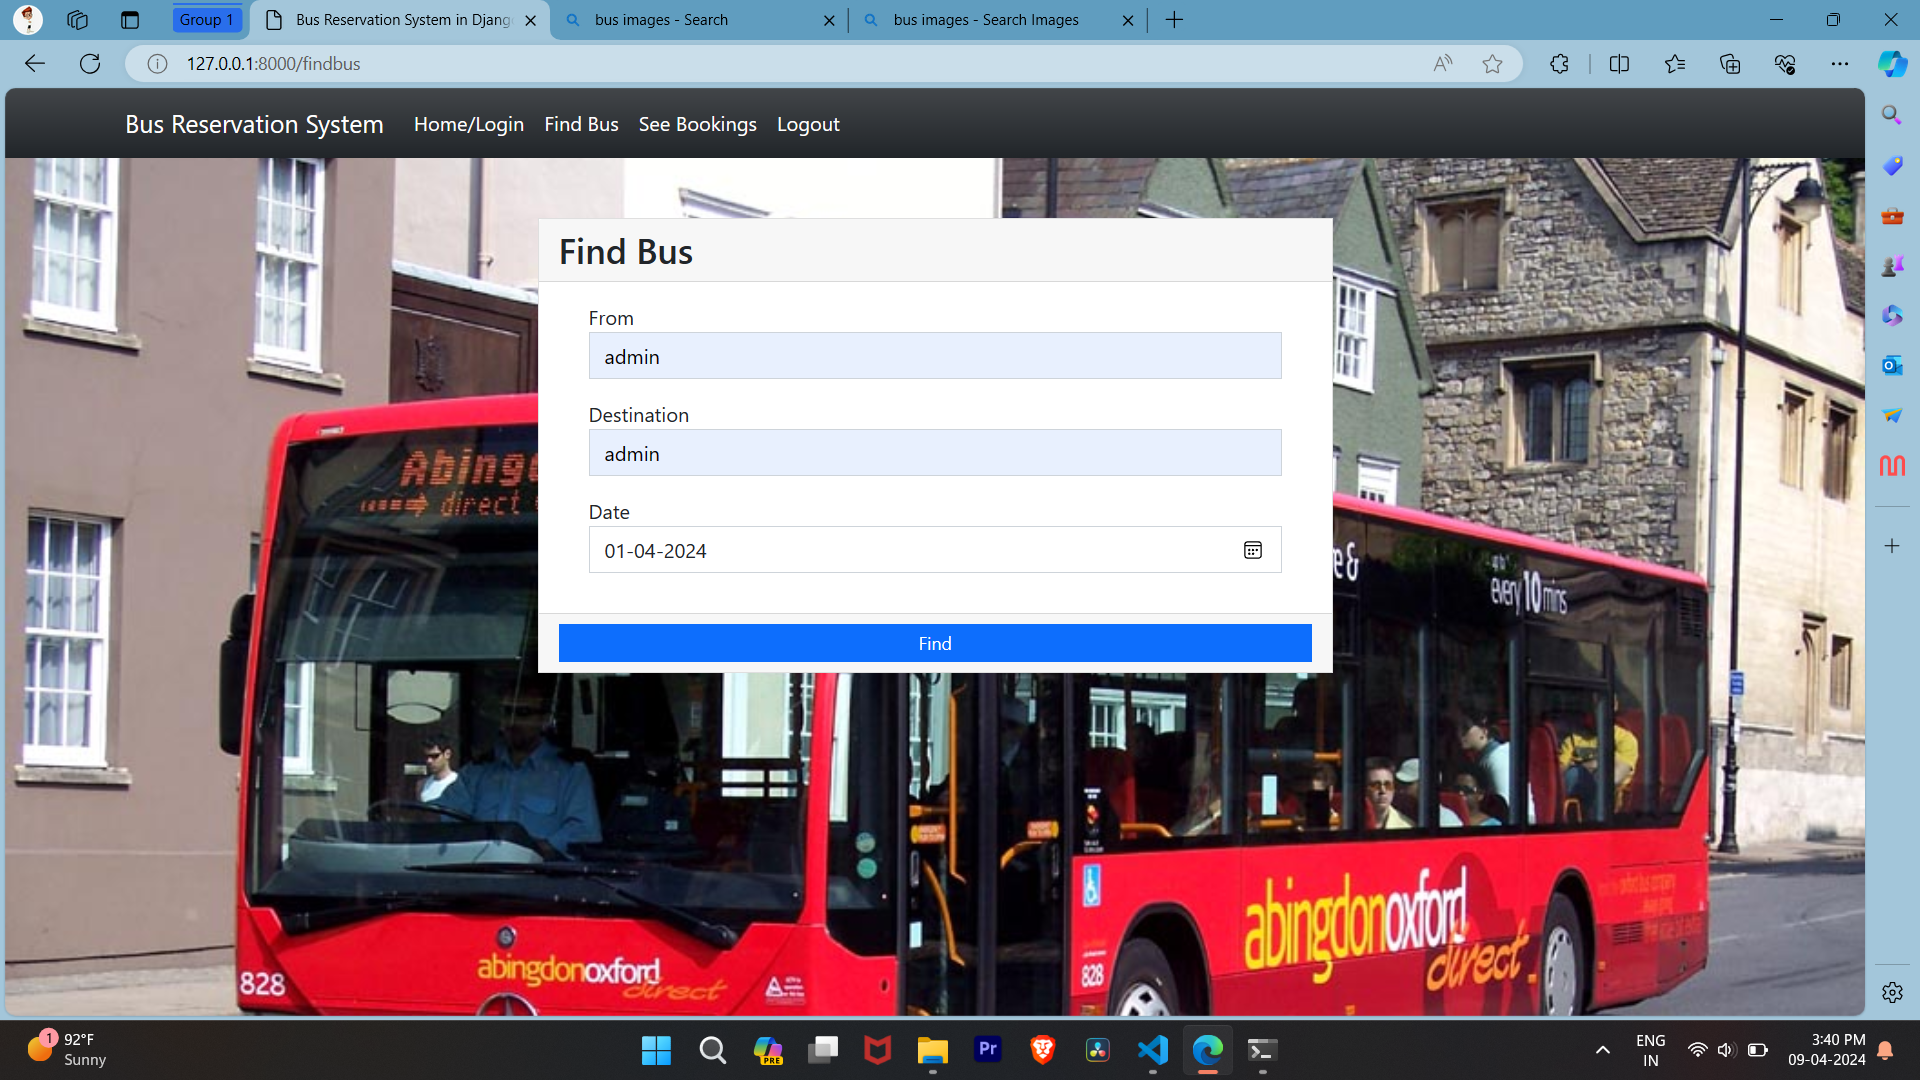 Group 1
Bus Reservation System in Djang
bus images - Search
bus images - Search Images
127.0.0.1:8000/findbus
Bus Reservation System
Home/Login
Find Bus
See Bookings
Logout
Find Bus
From
admin
Destination
admin
Date
01-04-2024
Find
direct
every 10 mins
abingdonoxford
direct
828
abingdonoxford
direct
828
1
92°F
Sunny
PRE
Pr
ENG
IN
3:40 PM
09-04-2024